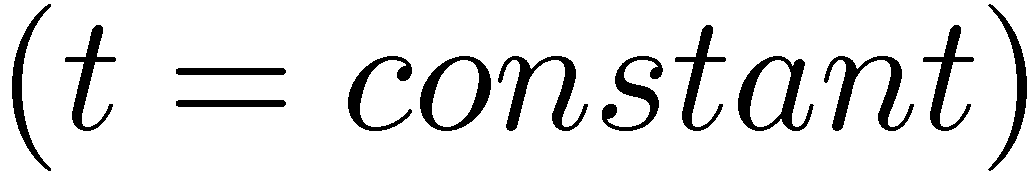 (t = constant)